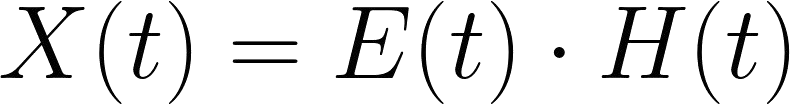 X(t) = E(t) · H(t)